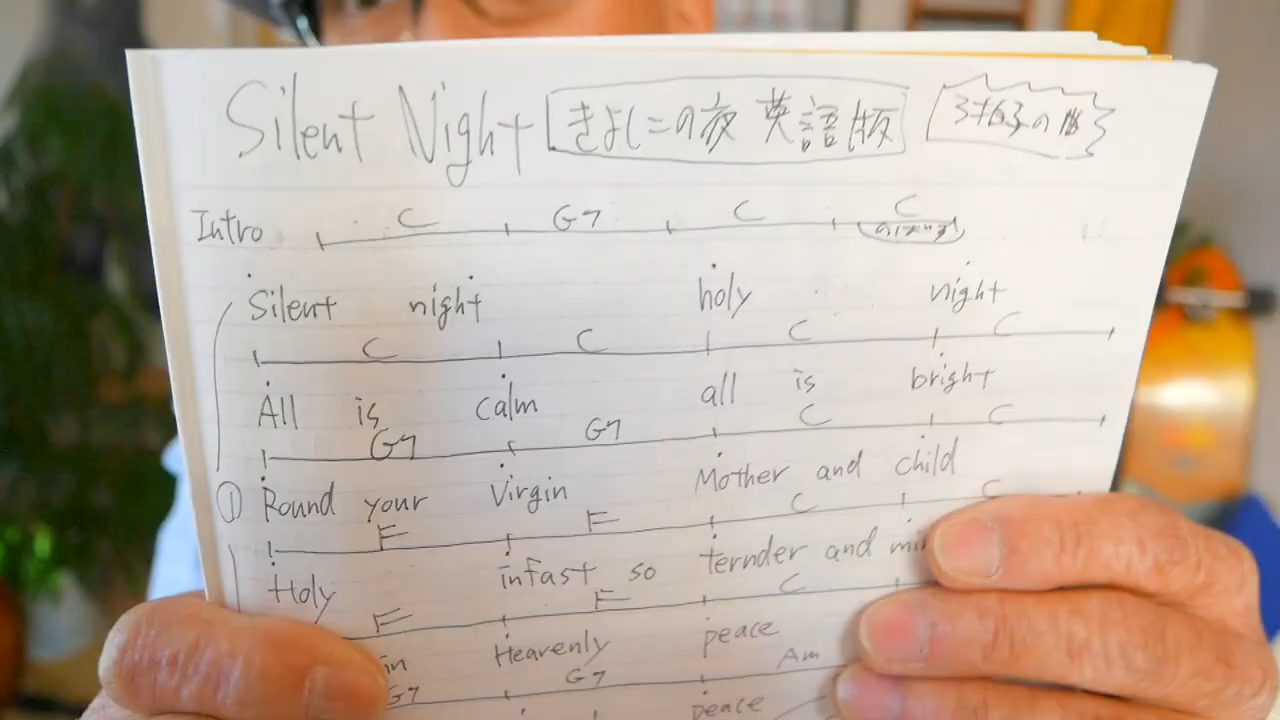 Silent Night きよしこの夜 英語版
Intro C G7 C C
Silent night holy night
C C C C
All is calm all is bright
G7 G7 C C
① Round your Virgin Mother and child
F F C C
Holy infast so ternder and
F F C
in Heavenly peace
G7 G7 Am
peace